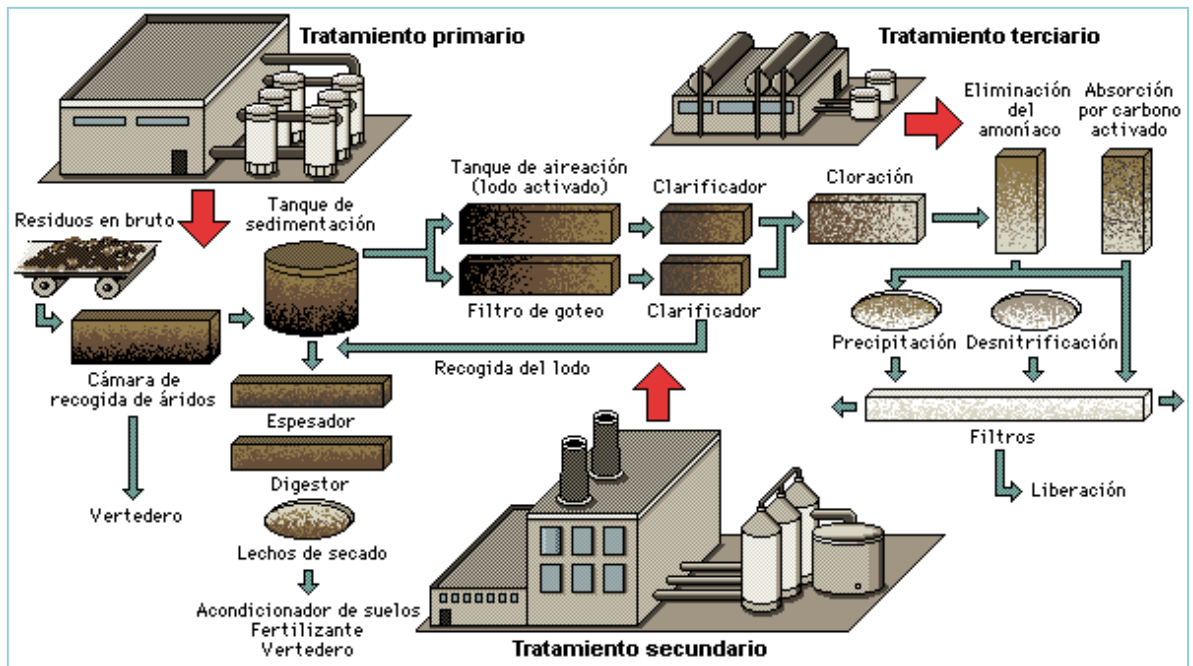 Tratamiento primario
Tratamiento terciario
Eliminación
del
amoníaco
Absorción
por carbono
activado
Residuos en bruto
Tanque de
sedimentación
Tanque de aireación
(lodo activado)
Clarificador
Cloración
Filtro de goteo
Clarificador
Precipitación
Desnitrificación
Recogida del lodo
Cámara de
recogida de áridos
Espesador
Filtros
Digestor
Vertedero
Liberación
Lechos de secado
Acondicionador de suelos
Fertilizante
Vertedero
Tratamiento secundario